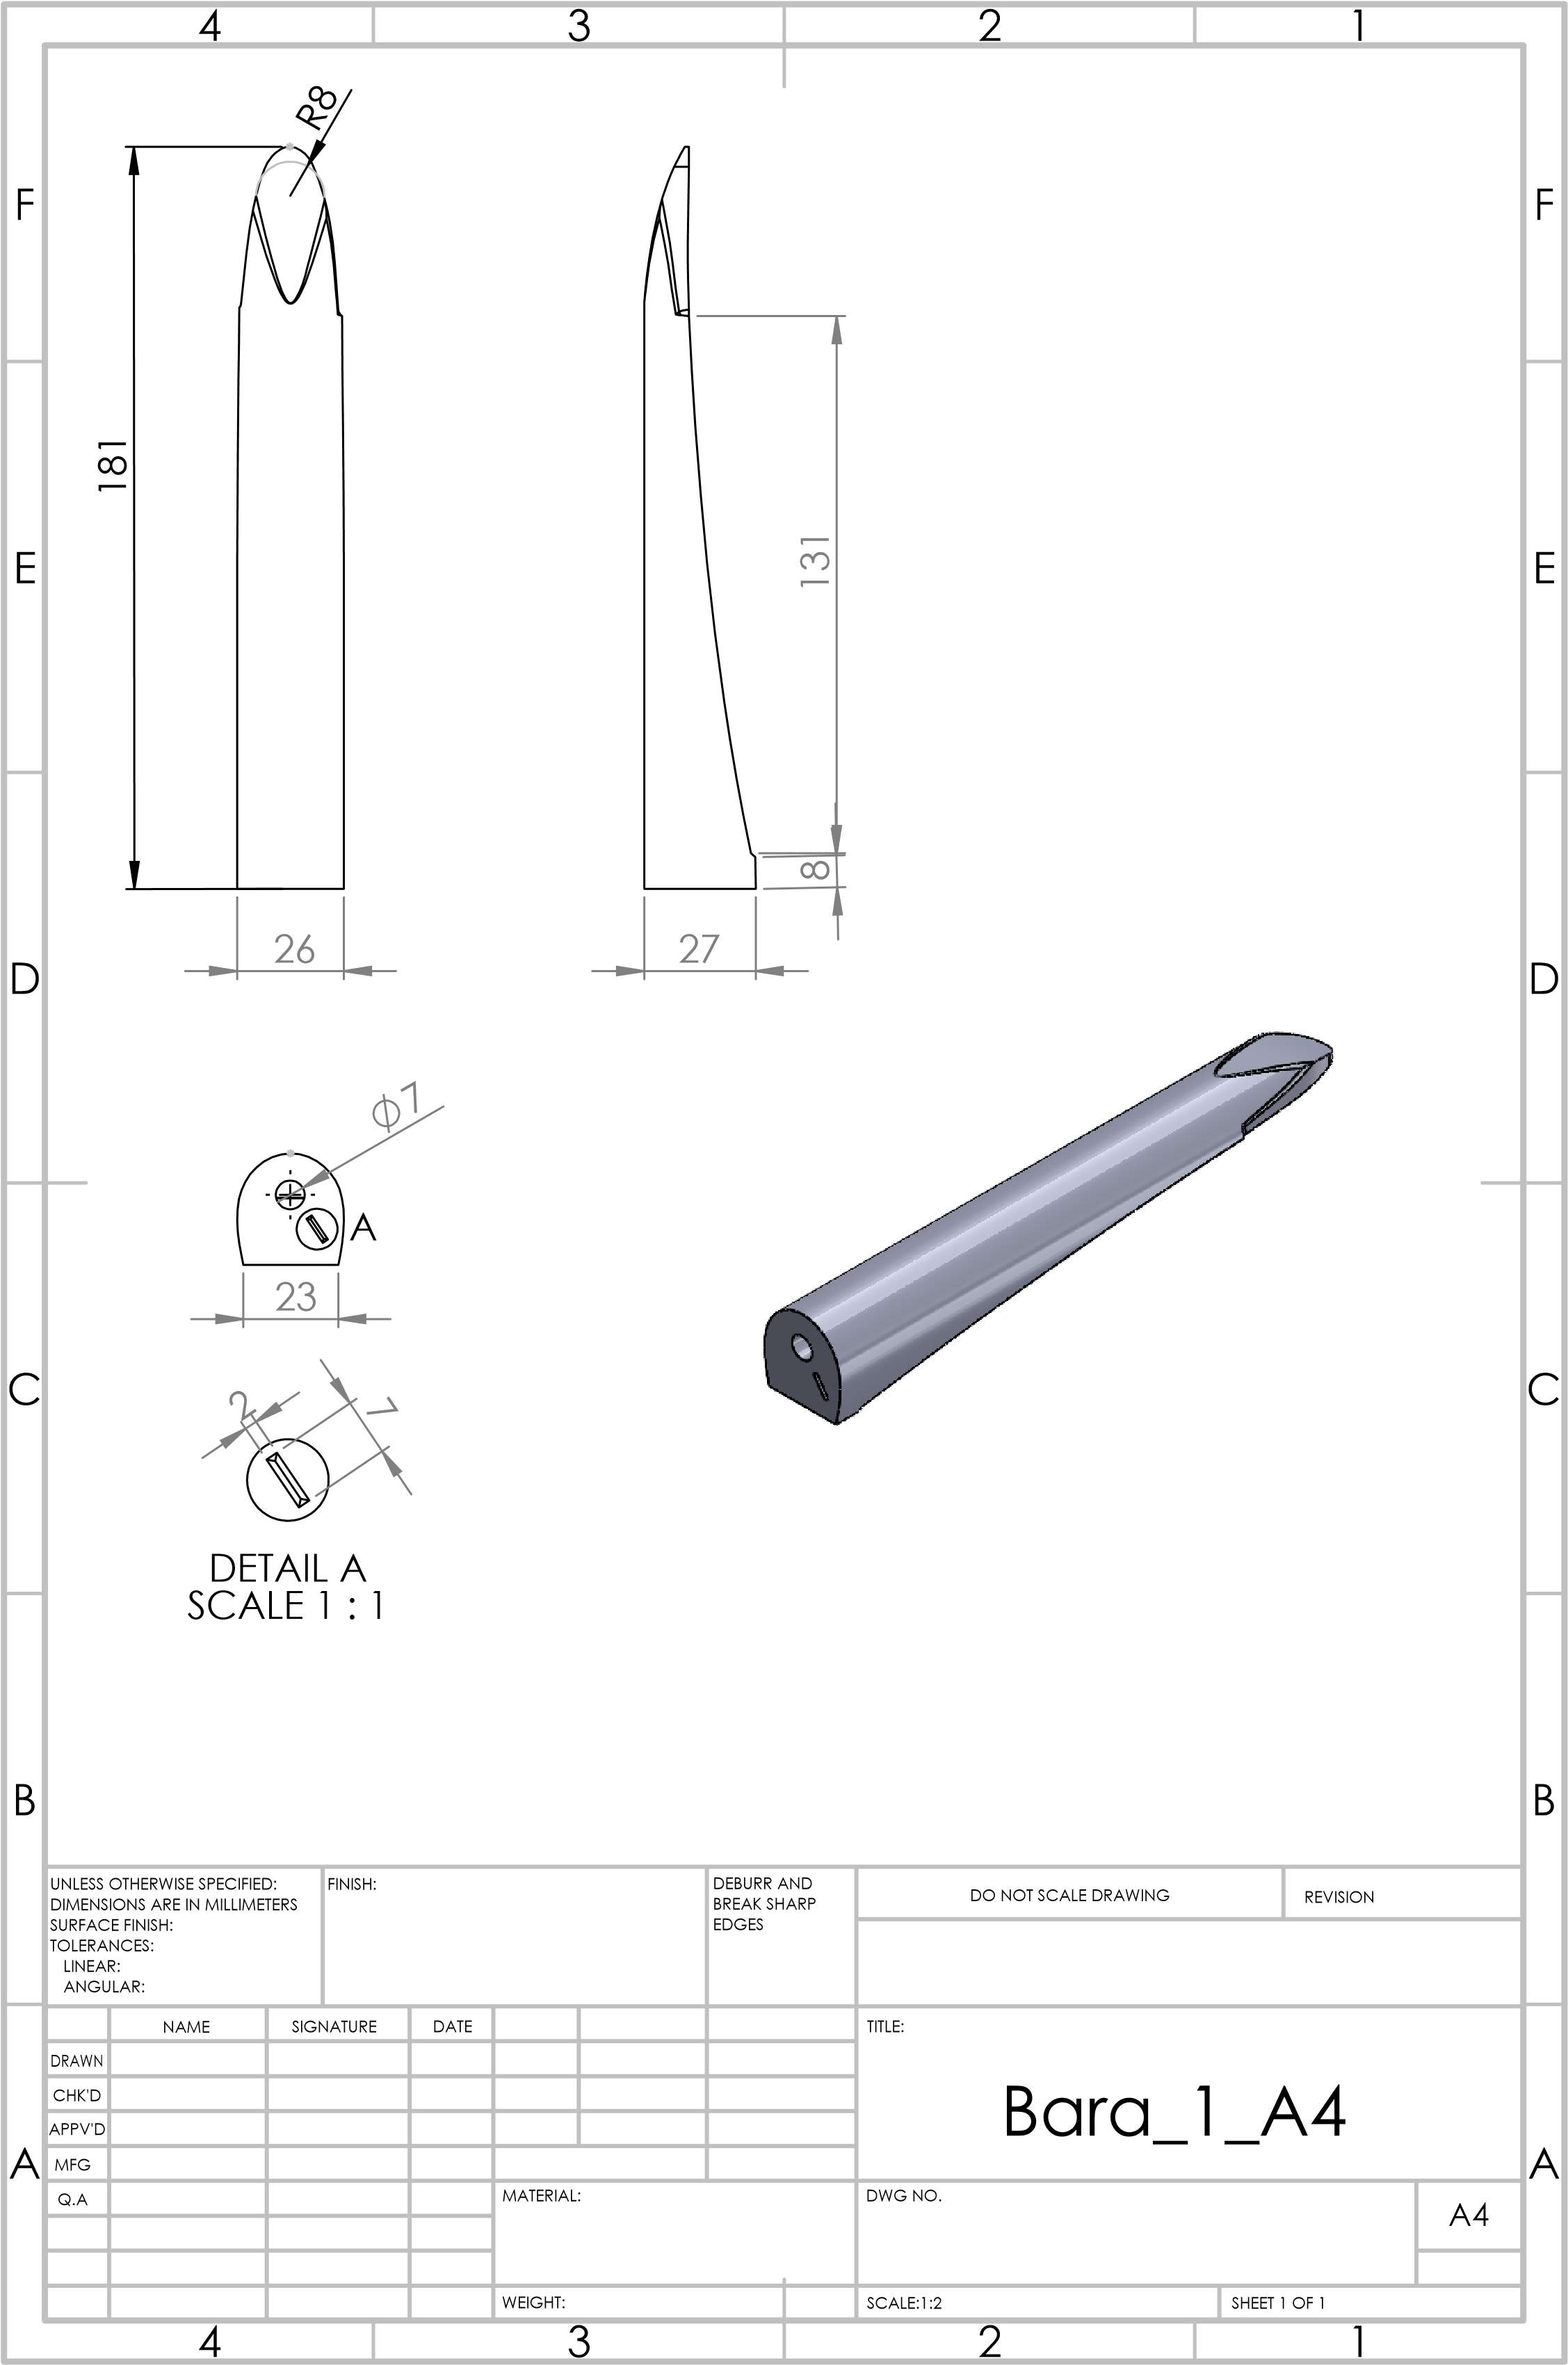 4 3 2 1
F F
E E
D D
C C
B B
A A
R8
181
131
8
26 27
⌀7
A
23
2 7
DETAIL A
SCALE 1 : 1
UNLESS OTHERWISE SPECIFIED:
DIMENSIONS ARE IN MILLIMETERS
SURFACE FINISH:
TOLERANCES:
LINEAR:
ANGULAR:
FINISH:
DEBURR AND
BREAK SHARP
EDGES
DO NOT SCALE DRAWING
REVISION
NAME SIGNATURE DATE
DRAWN
CHK'D
APPV'D
MFG
Q.A
TITLE:
Bara_1_A4
MATERIAL:
DWG NO.
A4
WEIGHT:
SCALE:1:2
SHEET 1 OF 1
4 3 2 1